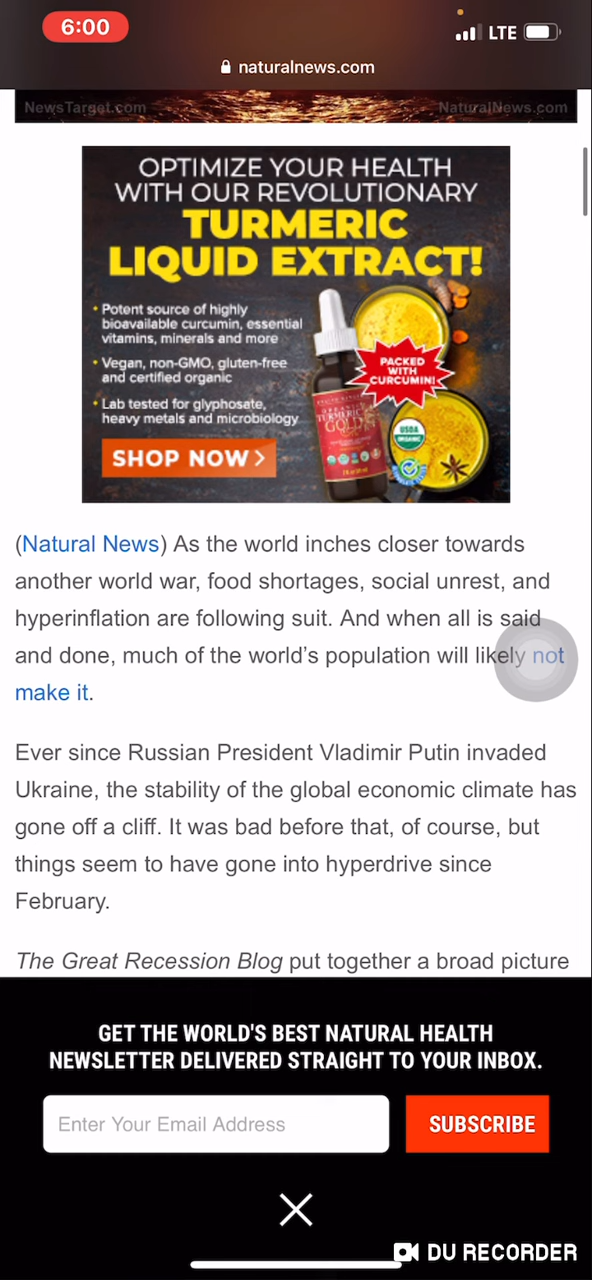 6:00
LTE
naturalnews.com
NewsTarget.com
NaturalNews.com
OPTIMIZE YOUR HEALTH
WITH OUR REVOLUTIONARY
TURMERIC
LIQUID EXTRACT!
• Potent source of highly
bioavailable curcumin, essential
vitamins, minerals and more
• Vegan, non-GMO, gluten-free
and certified organic
• Lab tested for glyphosate,
heavy metals and microbiology
PACKED
WITH
CURCUMIN!
TURMERIC
GOLD
USDA
ORGANIC
SHOP NOW >
(Natural News) As the world inches closer towards
another world war, food shortages, social unrest, and
hyperinflation are following suit. And when all is said
and done, much of the world's population will likely not
make it.
Ever since Russian President Vladimir Putin invaded
Ukraine, the stability of the global economic climate has
gone off a cliff. It was bad before that, of course, but
things seem to have gone into hyperdrive since
February.
The Great Recession Blog put together a broad picture
GET THE WORLD'S BEST NATURAL HEALTH
NEWSLETTER DELIVERED STRAIGHT TO YOUR INBOX.
Enter Your Email Address
SUBSCRIBE
DU RECORDER